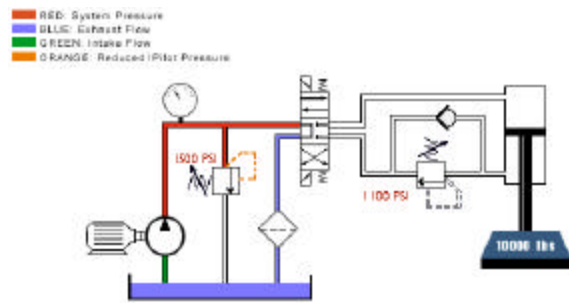 RED: System Pressure
BLUE: Exhaust Flow
GREEN: Intake Flow
ORANGE: Reduced /Pilot Pressure
1500 PSI
1100 PSI
10000 lbs